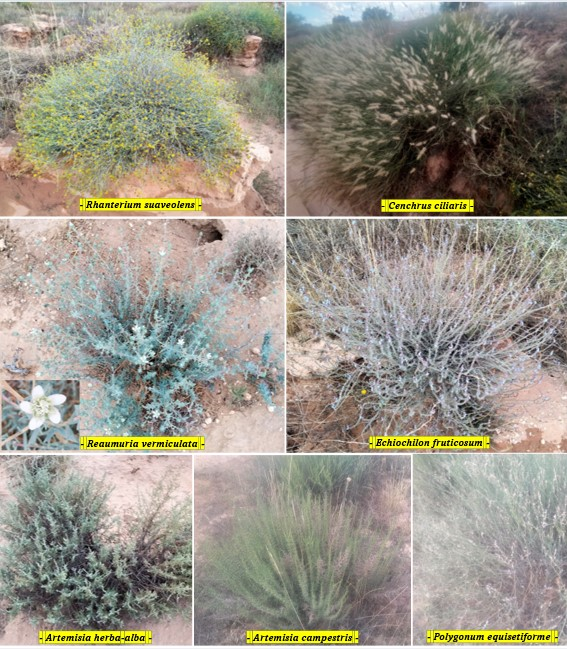 - Rhanterium suaveolens -
- Cenchrus ciliaris -
- Reaumuria vermiculata -
- Echiochilon fruticosum -
- Artemisia herba-alba -
- Artemisia campestris -
- Polygonum equisetiforme -